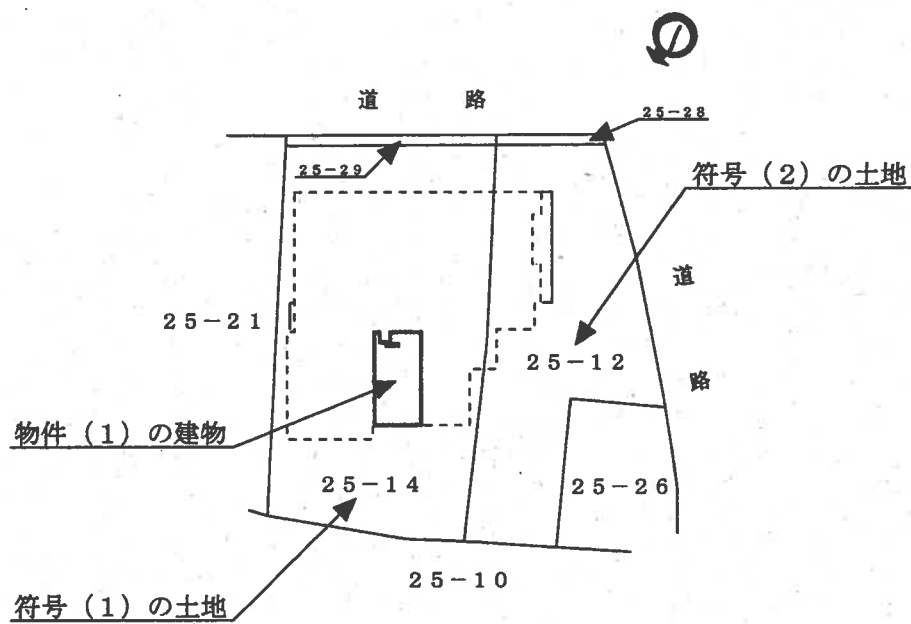 道 路
25-28
25-29
符号(2)の土地
道
25-21
25-12
路
物件(1)の建物
25-14
25-26
25-10
符号(1)の土地